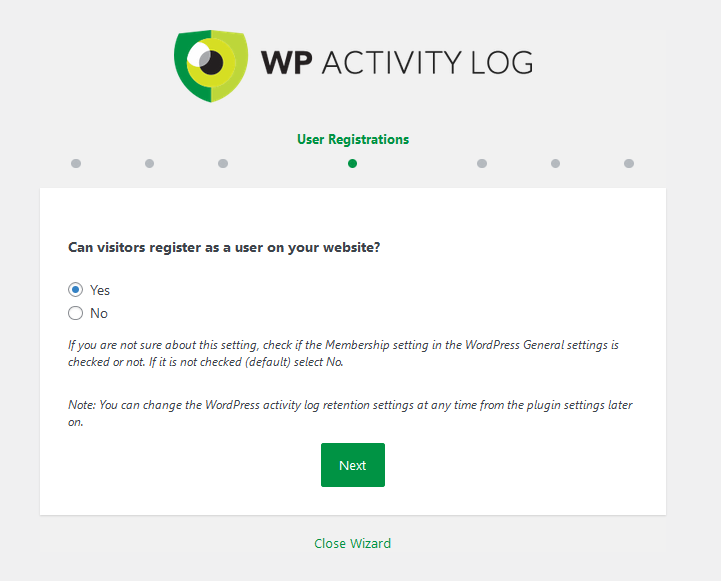 WP ACTIVITY LOG
User Registrations
Can visitors register as a user on your website?
Yes
No
If you are not sure about this setting, check if the Membership setting in the WordPress General settings is
checked or not. If it is not checked (default) select No.
Note: You can change the WordPress activity log retention settings at any time from the plugin settings later
on.
Next
Close Wizard